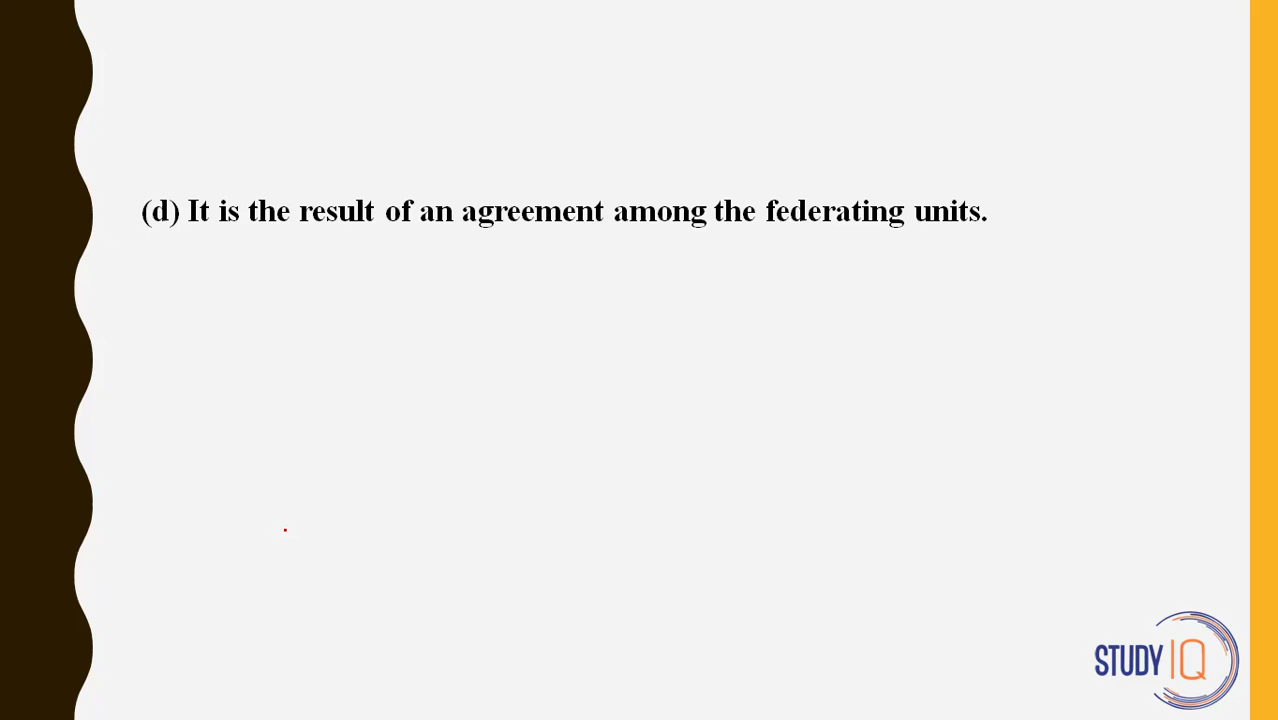 (d) It is the result of an agreement among the federating units.
STUDY IQ